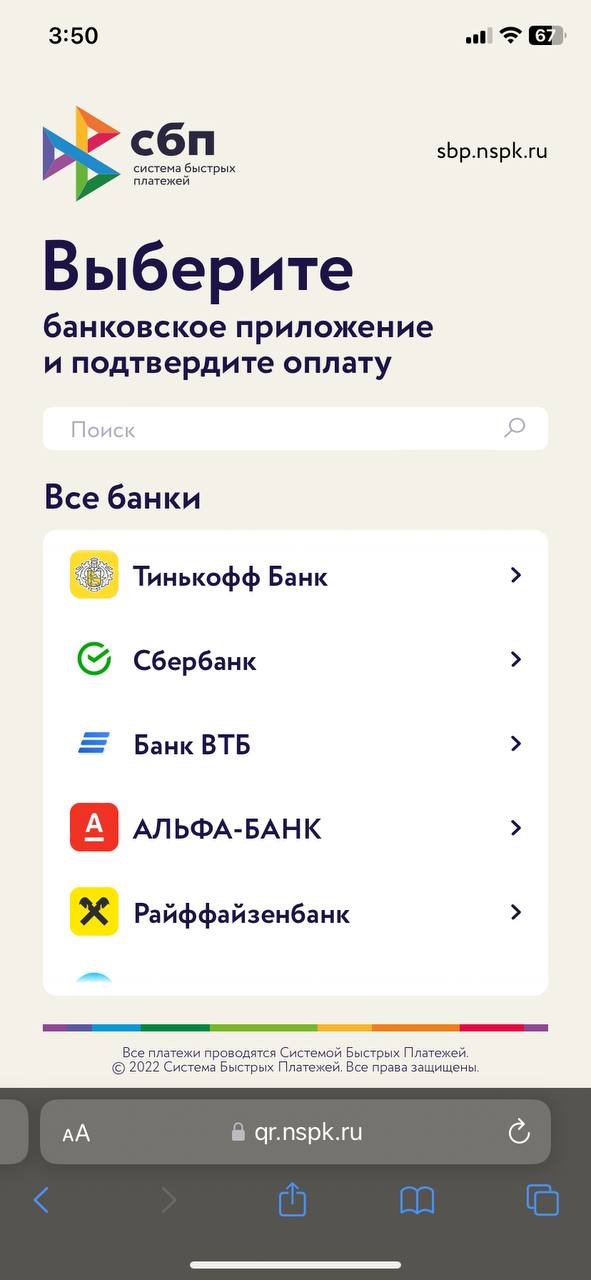 3:50
67
сбп
система быстрых
платежей
sbp.nspk.ru
Выберите
банковское приложение
и подтвердите оплату
Поиск
Все банки
Тинькофф Банк
Сбербанк
Банк ВТБ
А
АЛЬФА-БАНК
Райффайзенбанк
Все платежи проводятся Системой Быстрых Платежей.
© 2022 Система Быстрых Платежей. Все права защищены.
AA
qr.nspk.ru